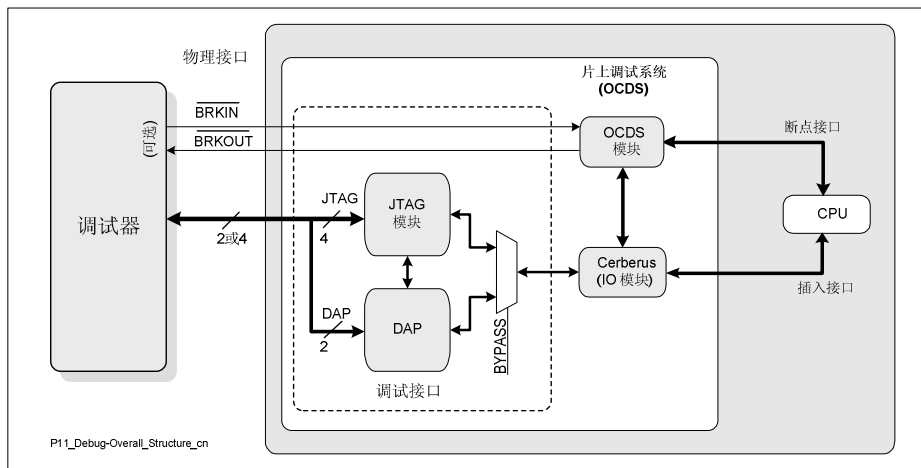 物理接口
片上调试系统
(OCDS)
BRKIN
BRKOUT
(可选)
调试器
OCDS
模块
断点接口
JTAG
4
JTAG
模块
2或4
CPU
Cerberus
(IO 模块)
插入接口
DAP
2
DAP
BYPASS
调试接口
P11_Debug-Overall_Structure_cn